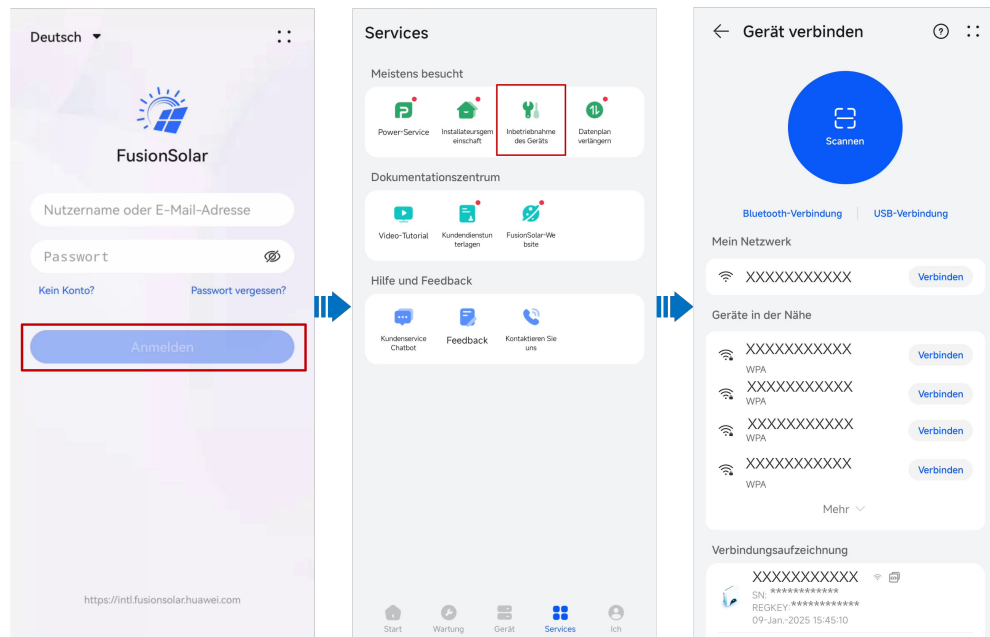 Deutsch
FusionSolar
Nutzername oder E-Mail-Adresse
Passwort
Kein Konto? Passwort vergessen?
Anmelden
https://intl.fusionsolar.huawei.com
Services
Meistens besucht
Power-Service
Installateursgem
einschaft
Inbetriebnahme
des Geräts
Datenplan
verlängern
Dokumentationszentrum
Video-Tutorial
Kundendienstun
terlagen
FusionSolar-We
bsite
Hilfe und Feedback
Kundenservice
Chatbot
Feedback
Kontaktieren Sie
uns
Start Wartung Gerät Services Ich
Gerät verbinden
Scannen
Bluetooth-Verbindung USB-Verbindung
Mein Netzwerk
XXXXXXXXXXX Verbinden
Geräte in der Nähe
XXXXXXXXXXX Verbinden
WPA
XXXXXXXXXXX Verbinden
WPA
XXXXXXXXXXX Verbinden
WPA
XXXXXXXXXXX Verbinden
WPA
Mehr
Verbindungsaufzeichnung
XXXXXXXXXXX
SN: ************
REGKEY:************
09-Jan.-2025 15:45:10